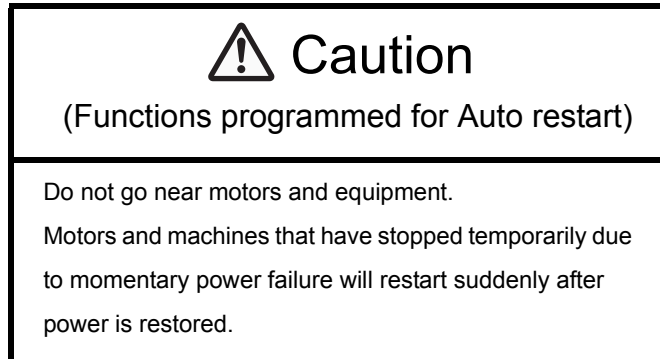 Caution
(Functions programmed for Auto restart)
Do not go near motors and equipment.
Motors and machines that have stopped temporarily due
to momentary power failure will restart suddenly after
power is restored.